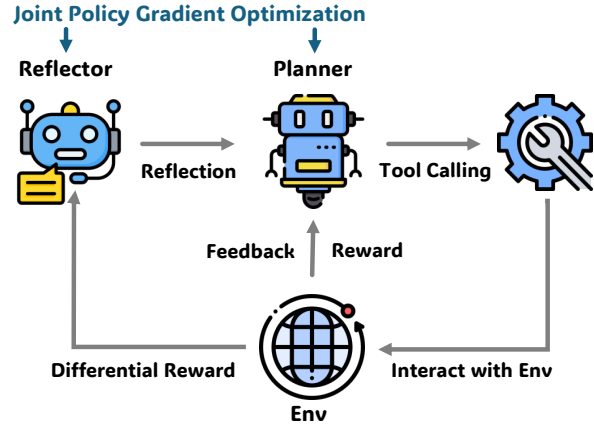 Joint Policy Gradient Optimization
Reflector
Planner
Reflection
Tool Calling
Feedback
Reward
Differential Reward
Interact with Env
Env